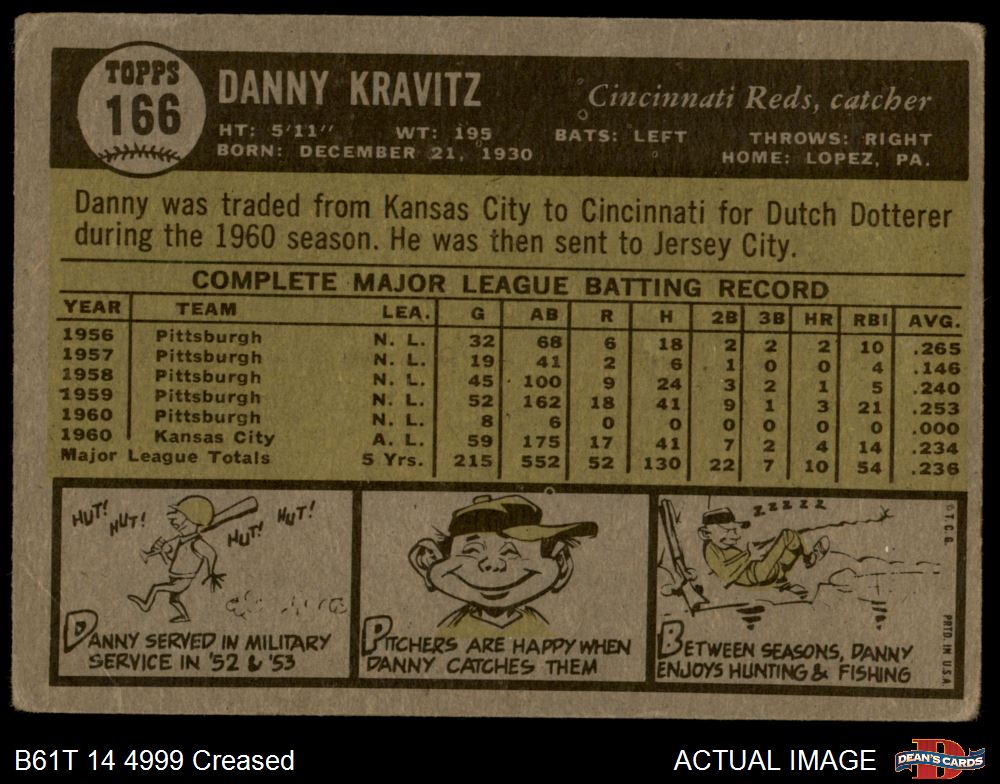 TOPPS
166
DANNY KRAVITZ
Cincinnati Reds, catcher
HT: 5'11" WT: 195 BATS: LEFT THROWS: RIGHT
BORN: DECEMBER 21, 1930 HOME: LOPEZ, PA.
Danny was traded from Kansas City to Cincinnati for Dutch Dotterer
during the 1960 season. He was then sent to Jersey City.
COMPLETE MAJOR LEAGUE BATTING RECORD
YEAR TEAM LEA. G AB R H 2B 3B HR RBI AVG.
1956 Pittsburgh N. L. 32 68 6 18 2 2 2 10 .265
1957 Pittsburgh N. L. 19 41 2 6 1 0 0 4 .146
1958 Pittsburgh N. L. 45 100 9 24 3 2 1 5 .240
1959 Pittsburgh N. L. 52 162 18 41 9 1 3 21 .253
1960 Pittsburgh N. L. 8 6 0 0 0 0 0 0 .000
1960 Kansas City A. L. 59 175 17 41 7 2 4 14 .234
Major League Totals 5 Yrs. 215 552 52 130 22 7 10 54 .236
HUT! HUT! HUT! HUT!
DANNY SERVED IN MILITARY
SERVICE IN '52 & '53
PITCHERS ARE HAPPY WHEN
DANNY CATCHES THEM
Z Z Z Z Z
BETWEEN SEASONS, DANNY
ENJOYS HUNTING & FISHING
©T.C.G.
PRTD. IN U.S.A.
B61T 14 4999 Creased
ACTUAL IMAGE
DEAN'S CARDS